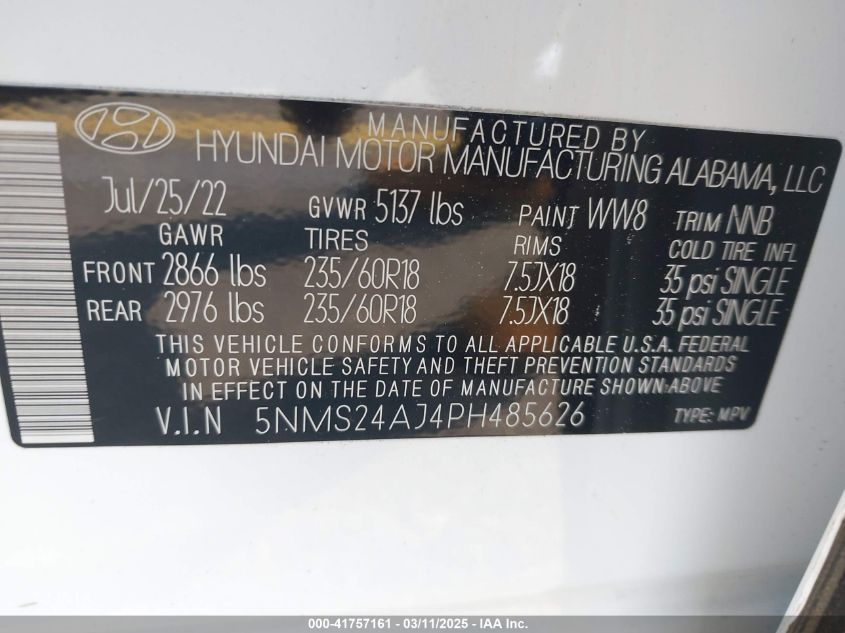 MANUFACTURED BY
HYUNDAI MOTOR MANUFACTURING ALABAMA, LLC
Jul/25/22 GVWR 5137 lbs PAINT WW8 TRIM NNB
GAWR TIRES RIMS COLD TIRE INFL
FRONT 2866 lbs 235/60R18 7.5JX18 35 psi SINGLE
REAR 2976 lbs 235/60R18 7.5JX18 35 psi SINGLE
THIS VEHICLE CONFORMS TO ALL APPLICABLE U.S.A. FEDERAL
MOTOR VEHICLE SAFETY AND THEFT PREVENTION STANDARDS
IN EFFECT ON THE DATE OF MANUFACTURE SHOWN ABOVE
V.I.N 5NMS24AJ4PH485626 TYPE: MPV
000-41757161 - 03/11/2025 - IAA Inc.